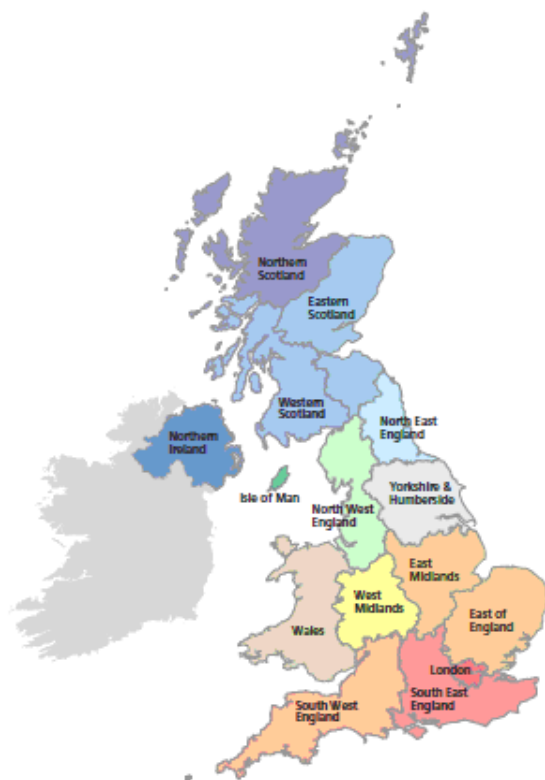 Northern
Scotland
Eastern
Scotland
Western
Scotland
North East
England
Northern
Ireland
Isle of Man
North West
England
Yorkshire &
Humberside
East
Midlands
West
Midlands
East of
England
Wales
London
South East
England
South West
England